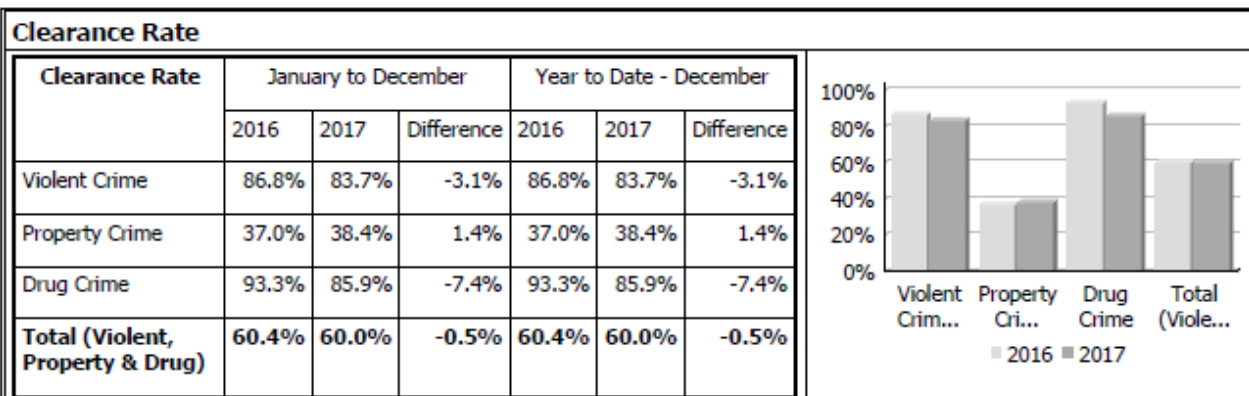 Clearance Rate
Clearance Rate January to December Year to Date - December
2016 2017 Difference 2016 2017 Difference
Violent Crime 86.8% 83.7% -3.1% 86.8% 83.7% -3.1%
Property Crime 37.0% 38.4% 1.4% 37.0% 38.4% 1.4%
Drug Crime 93.3% 85.9% -7.4% 93.3% 85.9% -7.4%
Total (Violent, 60.4% 60.0% -0.5% 60.4% 60.0% -0.5%
Property & Drug)
100%
80%
60%
40%
20%
0%
Violent Property Drug Total
Crim... Cri... Crime (Viole...
2016 2017